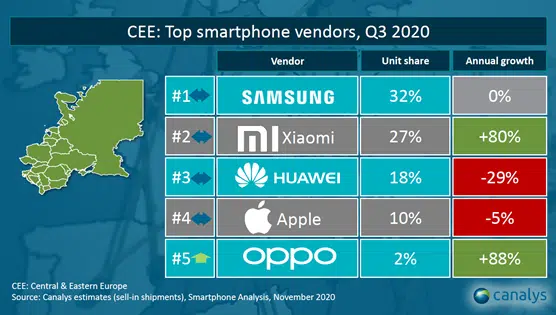 CEE: Top smartphone vendors, Q3 2020
Vendor Unit share Annual growth
#1 SAMSUNG 32% 0%
#2 MI Xiaomi 27% +80%
#3 HUAWEI 18% -29%
#4 Apple 10% -5%
#5 oppo 2% +88%
CEE: Central & Eastern Europe
Source: Canalys estimates (sell-in shipments), Smartphone Analysis, November 2020
canalys